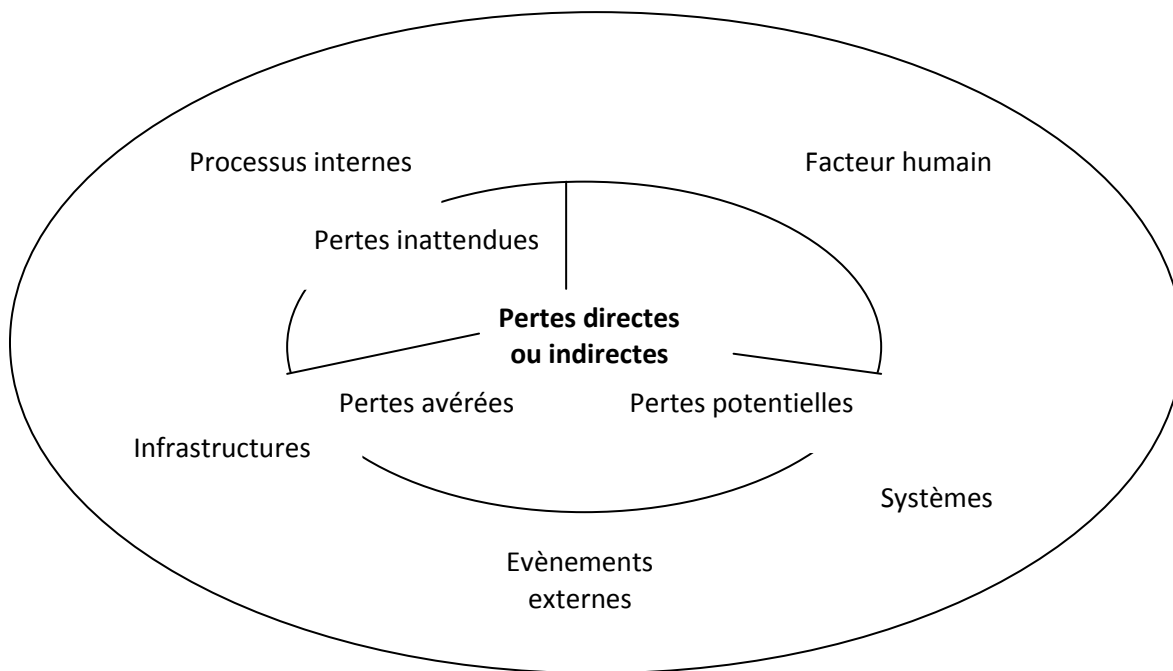 Processus internes
Facteur humain
Pertes inattendues
Pertes directes
ou indirectes
Pertes avérées
Pertes potentielles
Infrastructures
Systèmes
Evènements
externes